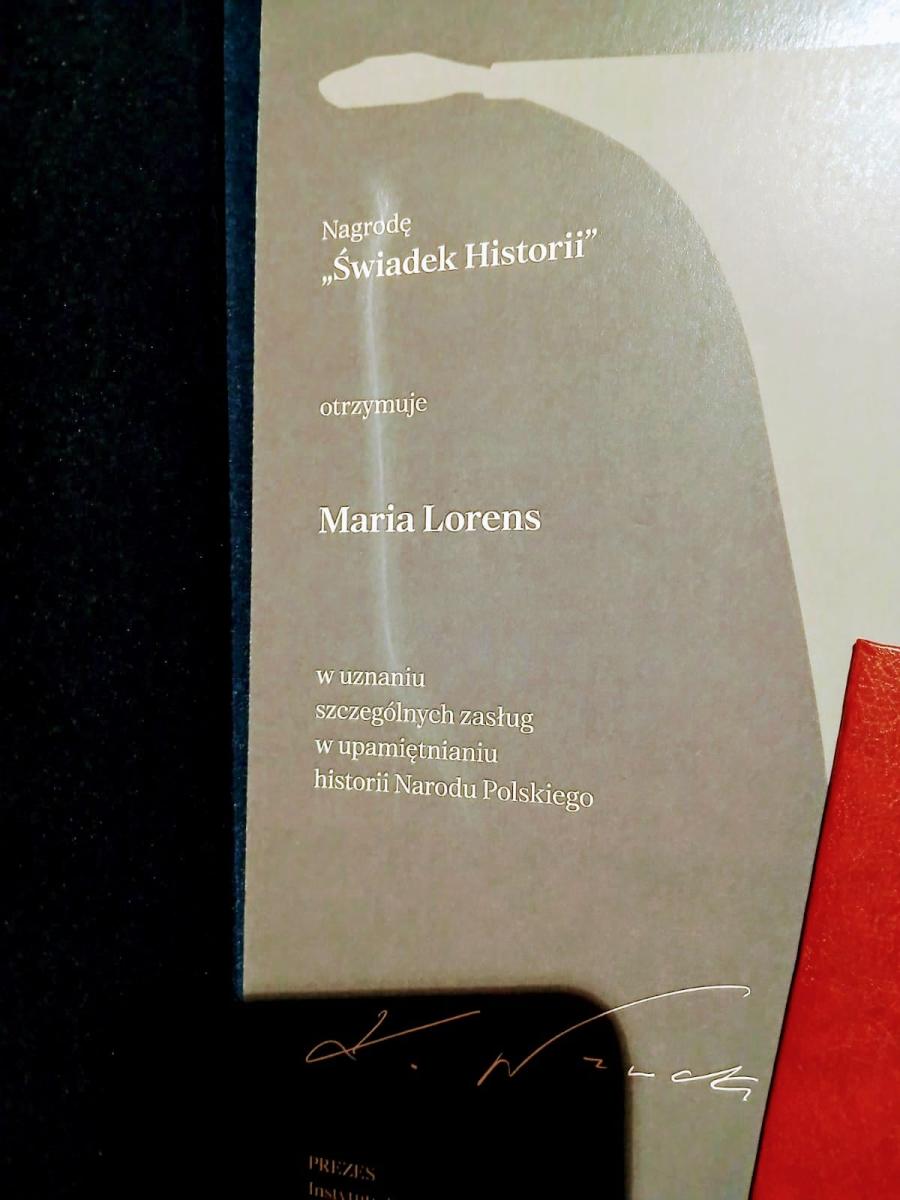 Nagrodę
„Świadek Historii”
otrzymuje
Maria Lorens
w uznaniu
szczególnych zasług
w upamiętnianiu
historii Narodu Polskiego
PREZES